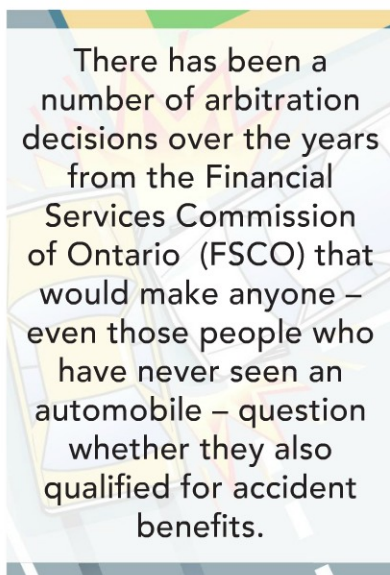 There has been a
number of arbitration
decisions over the years
from the Financial
Services Commission
of Ontario (FSCO) that
would make anyone –
even those people who
have never seen an
automobile – question
whether they also
qualified for accident
benefits.